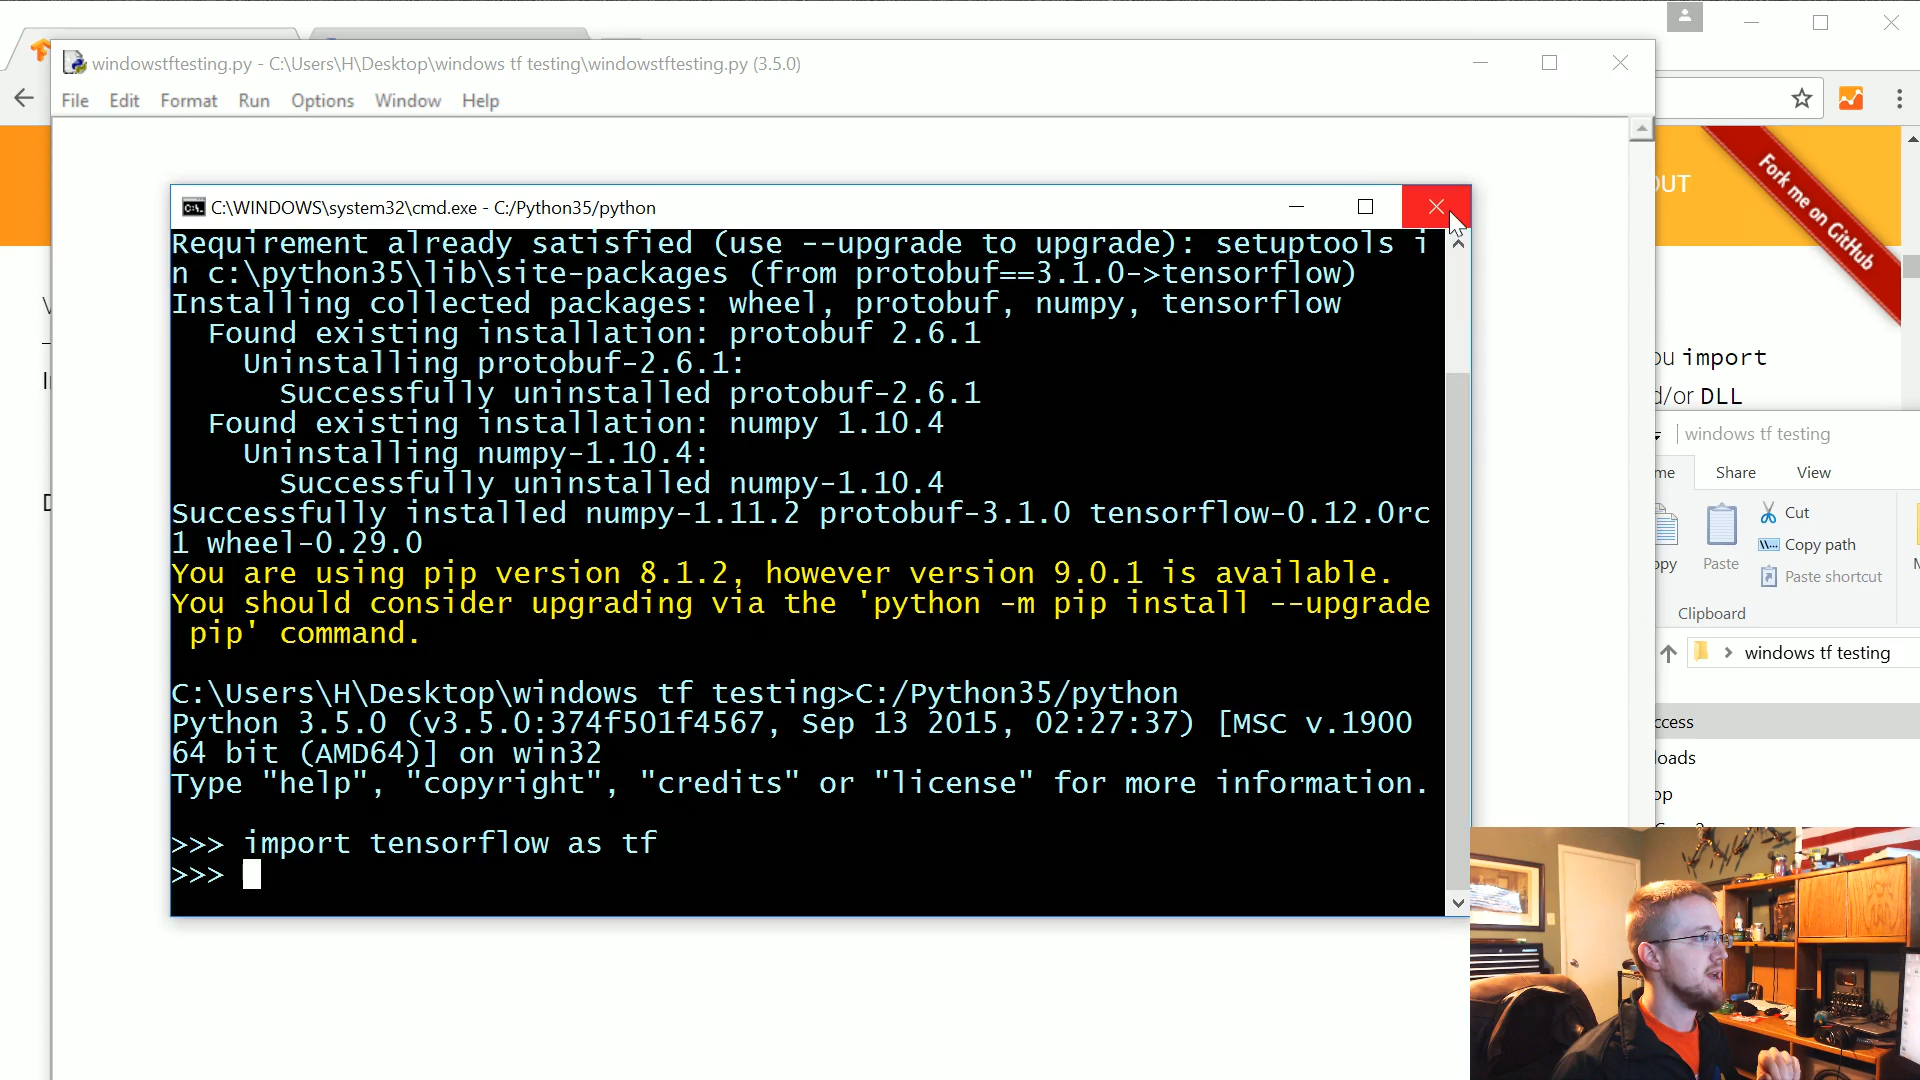 windowstftesting.py - C:\Users\H\Desktop\windows tf testing\windowstftesting.py (3.5.0)
File Edit Format Run Options Window Help
C:\WINDOWS\system32\cmd.exe - C:/Python35/python
Requirement already satisfied (use --upgrade to upgrade): setuptools i
n c:\python35\lib\site-packages (from protobuf==3.1.0->tensorflow)
Installing collected packages: wheel, protobuf, numpy, tensorflow
Found existing installation: protobuf 2.6.1
Uninstalling protobuf-2.6.1:
Successfully uninstalled protobuf-2.6.1
Found existing installation: numpy 1.10.4
Uninstalling numpy-1.10.4:
Successfully uninstalled numpy-1.10.4
Successfully installed numpy-1.11.2 protobuf-3.1.0 tensorflow-0.12.0rc
1 wheel-0.29.0
You are using pip version 8.1.2, however version 9.0.1 is available.
You should consider upgrading via the 'python -m pip install --upgrade
pip' command.
C:\Users\H\Desktop\windows tf testing>C:/Python35/python
Python 3.5.0 (v3.5.0:374f501f4567, Sep 13 2015, 02:27:37) [MSC v.1900
64 bit (AMD64)] on win32
Type "help", "copyright", "credits" or "license" for more information.
>>> import tensorflow as tf
>>>
OUT
Fork me on GitHub
ou import
d/or DLL
windows tf testing
me Share View
Cut
Copy path
Paste shortcut
opy Paste
Clipboard
windows tf testing
ccess
loads
op